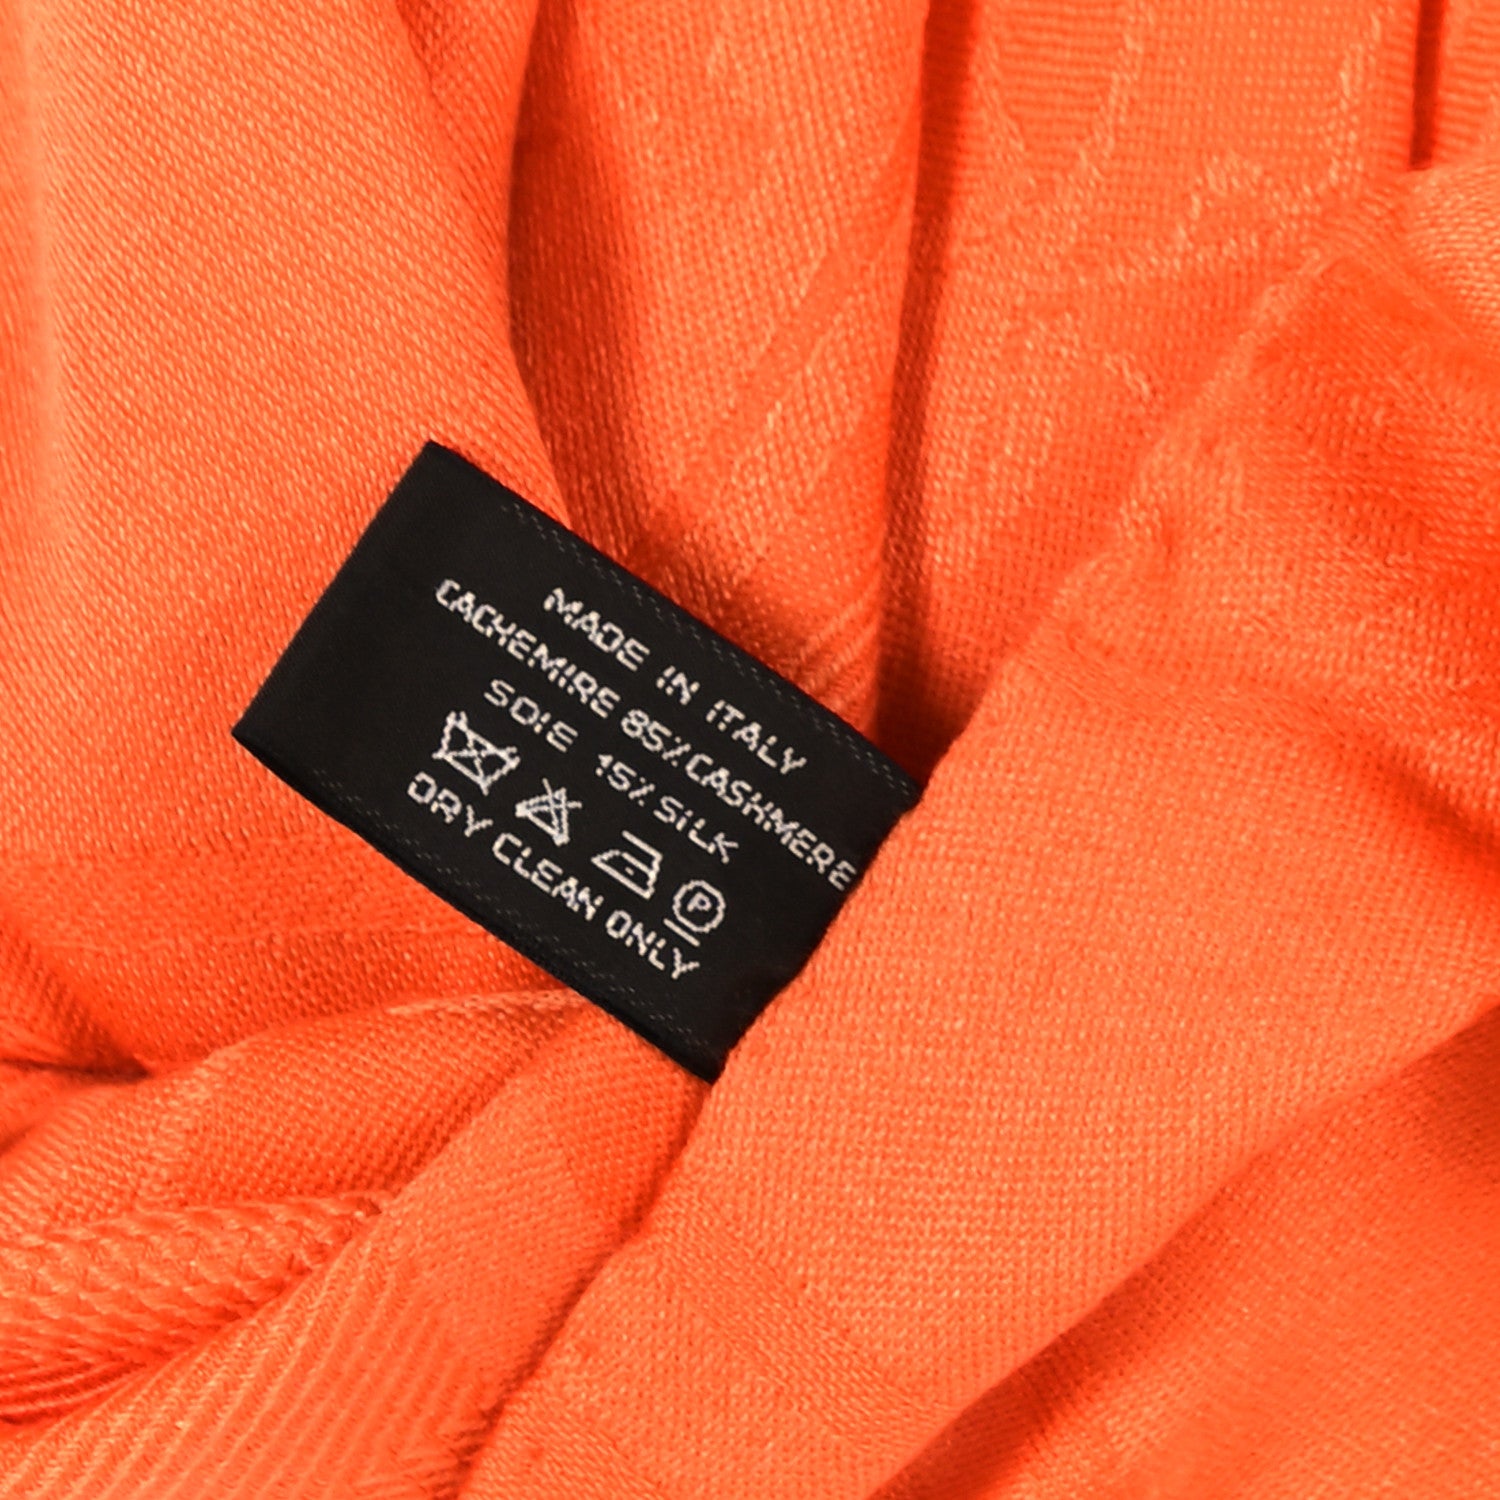 MADE IN ITALY
CACHEMIRE 85% CASHMERE
SOIE 15% SILK
P
DRY CLEAN ONLY